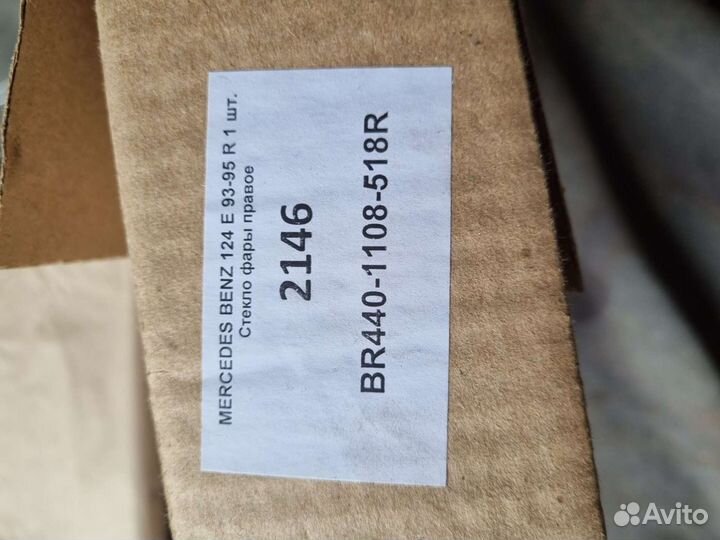 MERCEDES BENZ 124 E 93-95 R 1 шт.
Стекло фары правое
2146
BR440-1108-518R
Avito